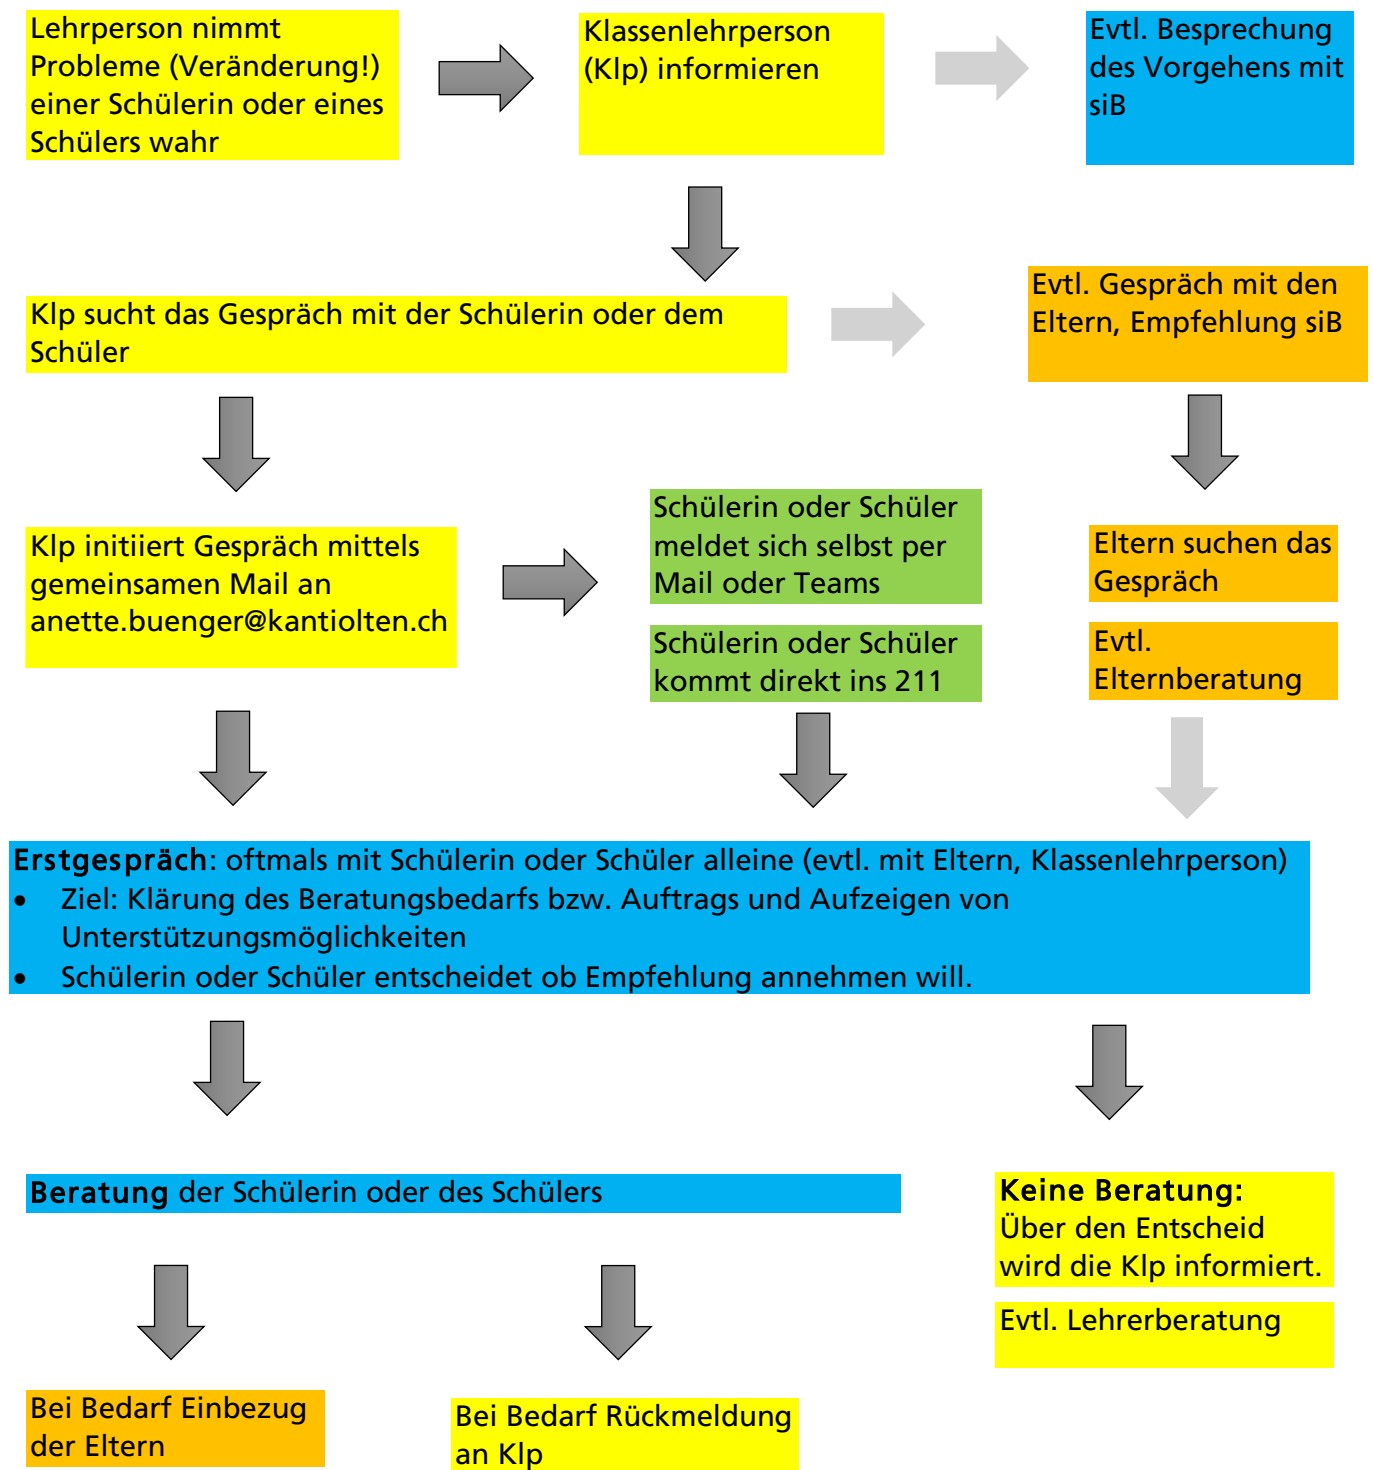 Lehrperson nimmt
Probleme (Veränderung!)
einer Schülerin oder eines
Schülers wahr
Klassenlehrperson
(Klp) informieren
Evtl. Besprechung
des Vorgehens mit
siB
Klp sucht das Gespräch mit der Schülerin oder dem
Schüler
Evtl. Gespräch mit den
Eltern, Empfehlung siB
Klp initiiert Gespräch mittels
gemeinsamen Mail an
anette.buenger@kantiolten.ch
Schülerin oder Schüler
meldet sich selbst per
Mail oder Teams
Schülerin oder Schüler
kommt direkt ins 211
Eltern suchen das
Gespräch
Evtl.
Elternberatung
Erstgespräch: oftmals mit Schülerin oder Schüler alleine (evtl. mit Eltern, Klassenlehrperson)
• Ziel: Klärung des Beratungsbedarfs bzw. Auftrags und Aufzeigen von
Unterstützungsmöglichkeiten
• Schülerin oder Schüler entscheidet ob Empfehlung annehmen will.
Beratung der Schülerin oder des Schülers
Keine Beratung:
Über den Entscheid
wird die Klp informiert.
Evtl. Lehrerberatung
Bei Bedarf Einbezug
der Eltern
Bei Bedarf Rückmeldung
an Klp